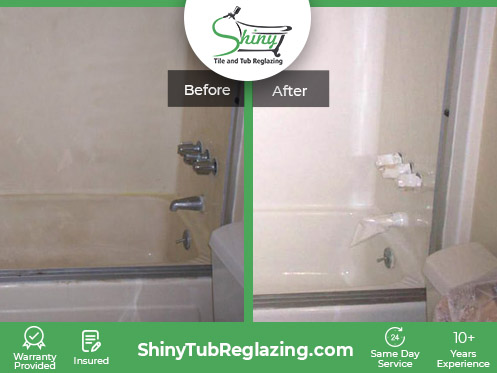 Shiny
Tile and Tub Reglazing
Before
After
Warranty
Provided
Insured
ShinyTubReglazing.com
24
Same Day
Service
10+
Years
Experience